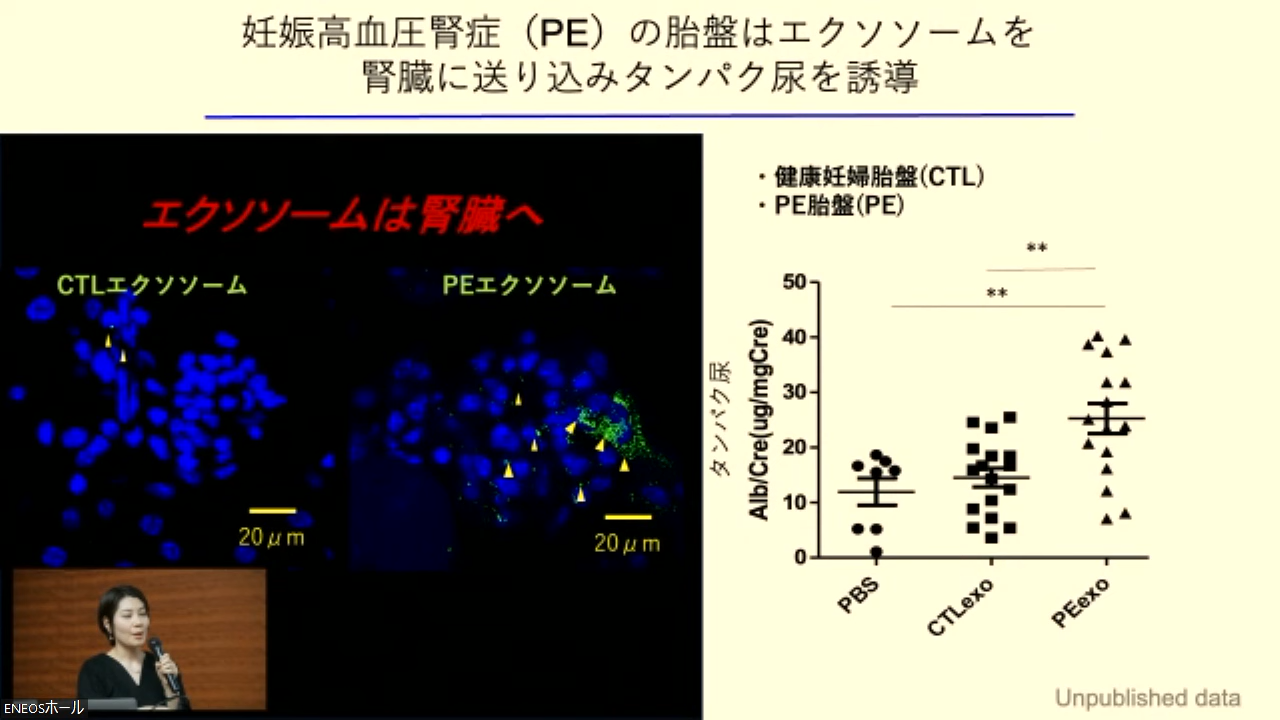 妊娠高血圧腎症（PE）の胎盤はエクソソームを
腎臓に送り込みタンパク尿を誘導
エクソソームは腎臓へ
CTLエクソソーム
PEエクソソーム
20μm
20μm
・健康妊婦胎盤(CTL)
・PE胎盤(PE)
**
**
タンパク尿
Alb/Cre(ug/mgCre)
50
40
30
20
10
0
PBS
CTLexo
PEexo
ENEOSホール
Unpublished data